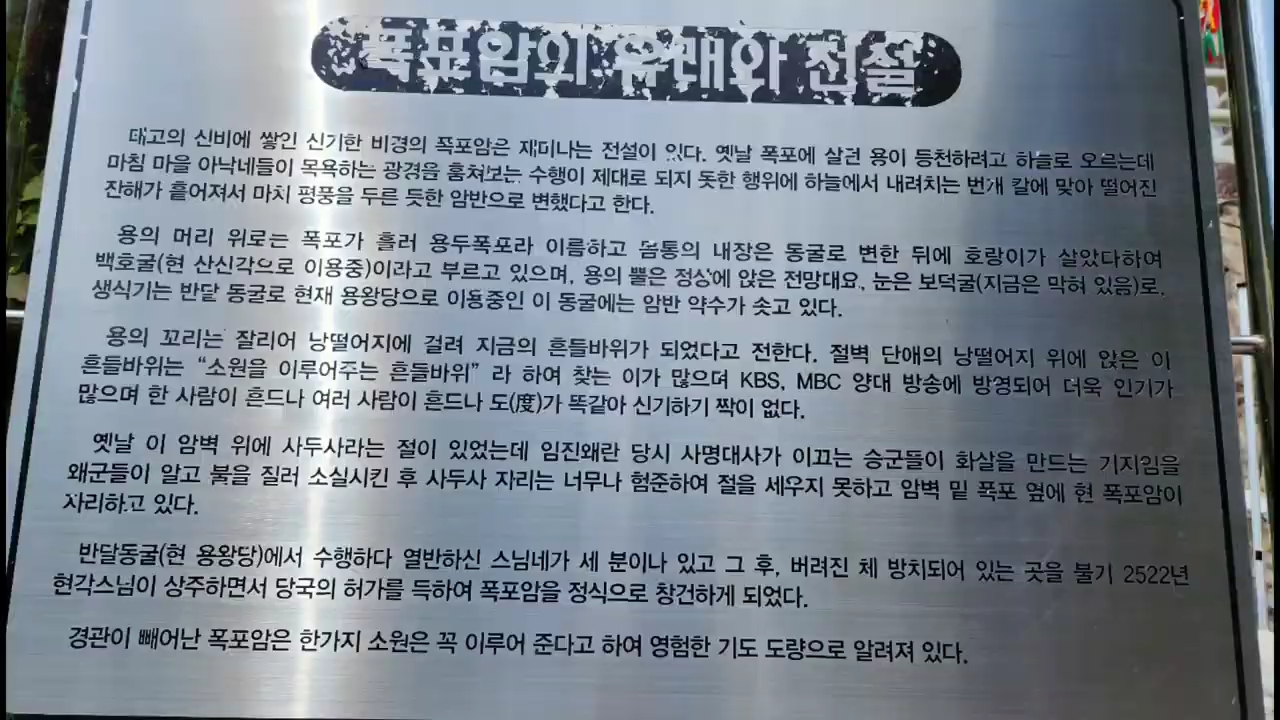 폭포암의 유래와 전설
태고의 신비에 쌓인 신기한 비경의 폭포암은 재미나는 전설이 있다. 옛날 폭포에 살던 용이 등천하려고 하늘로 오르는데
마침 마을 아낙네들이 목욕하는 광경을 훔쳐보는 수행이 제대로 되지 못한 행위에 하늘에서 내려치는 번개 칼에 맞아 떨어진
잔해가 흩어져서 마치 평풍을 두른 듯한 암반으로 변했다고 한다.
용의 머리 위로는 폭포가 흘러 용두폭포라 이름하고 몸통의 내장은 동굴로 변한 뒤에 호랑이가 살았다하여
백호굴(현 산신각으로 이용중)이라고 부르고 있으며, 용의 뿔은 정상에 앉은 전망대요, 눈은 보덕굴(지금은 막혀 있음)로,
생식기는 반달 동굴로 현재 용왕당으로 이용중인 이 동굴에는 암반 약수가 솟고 있다.
용의 꼬리는 잘리어 낭떨어지에 걸려 지금의 흔들바위가 되었다고 전한다. 절벽 단애의 낭떨어지 위에 앉은 이
흔들바위는 “소원을 이루어주는 흔들바위” 라 하여 찾는 이가 많으며 KBS, MBC 양대 방송에 방영되어 더욱 인기가
많으며 한 사람이 흔드나 여러 사람이 흔드나 도(度)가 똑같아 신기하기 짝이 없다.
옛날 이 암벽 위에 사두사라는 절이 있었는데 임진왜란 당시 사명대사가 이끄는 승군들이 화살을 만드는 기지임을
왜군들이 알고 불을 질러 소실시킨 후 사두사 자리는 너무나 험준하여 절을 세우지 못하고 암벽 밑 폭포 옆에 현 폭포암이
자리하고 있다.
반달동굴(현 용왕당)에서 수행하다 열반하신 스님네가 세 분이나 있고 그 후, 버려진 체 방치되어 있는 곳을 불기 2522년
현각스님이 상주하면서 당국의 허가를 득하여 폭포암을 정식으로 창건하게 되었다.
경관이 빼어난 폭포암은 한가지 소원은 꼭 이루어 준다고 하여 영험한 기도 도량으로 알려져 있다.